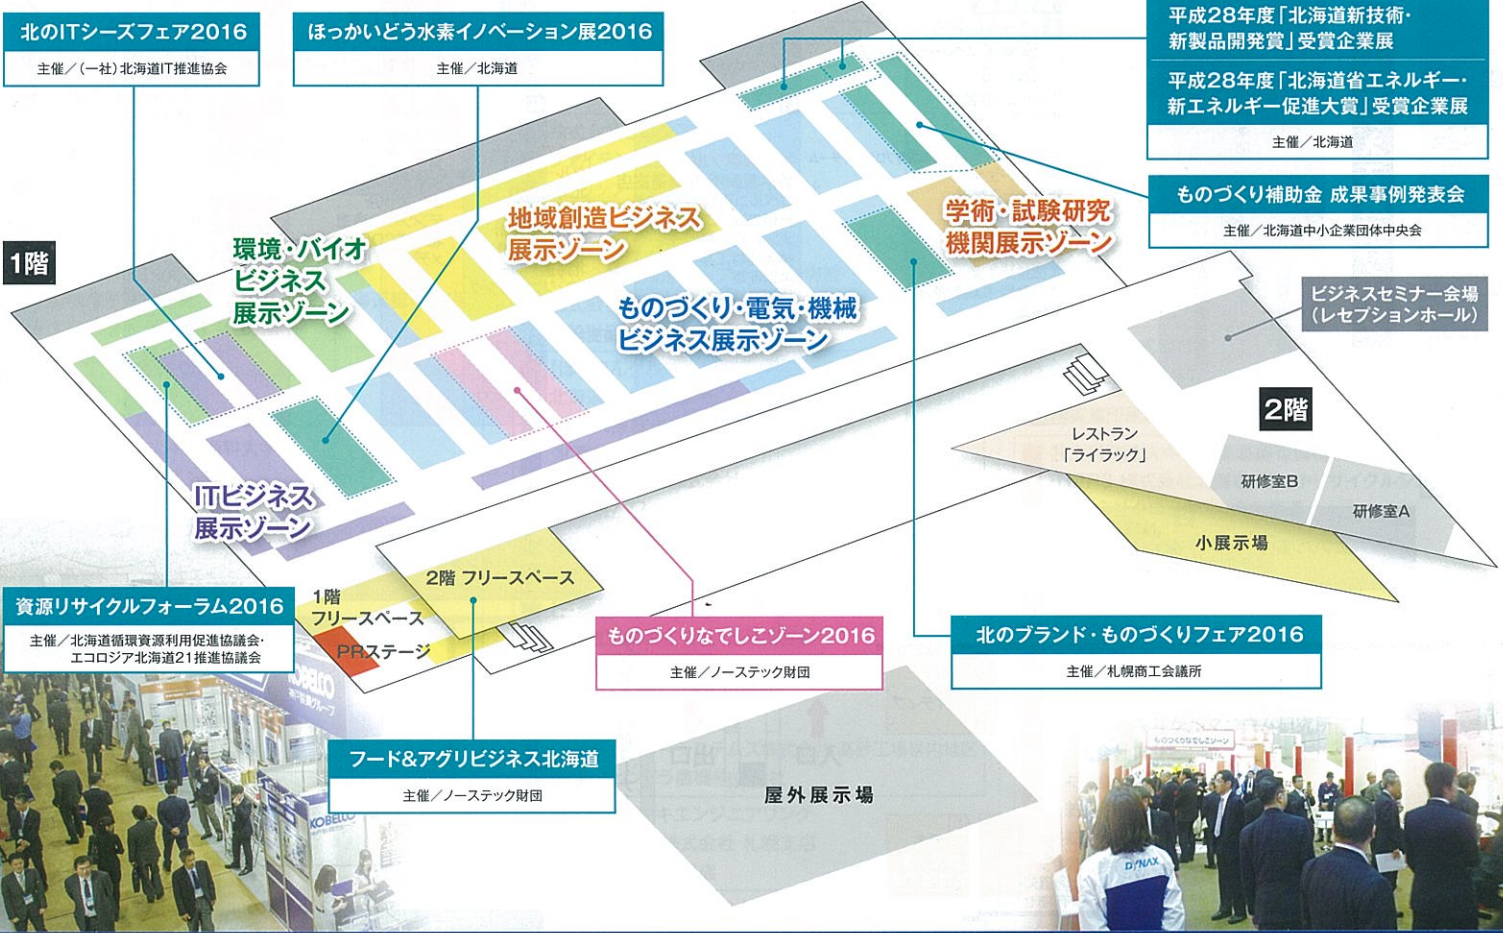 北のITシーズフェア2016
主催／(一社)北海道IT推進協会
ほっかいどう水素イノベーション展2016
主催／北海道
平成28年度「北海道新技術・
新製品開発賞」受賞企業展
平成28年度「北海道省エネルギー・
新エネルギー促進大賞」受賞企業展
主催／北海道
ものづくり補助金 成果事例発表会
主催／北海道中小企業団体中央会
1階
環境・バイオ
ビジネス
展示ゾーン
地域創造ビジネス
展示ゾーン
学術・試験研究
機関展示ゾーン
ものづくり・電気・機械
ビジネス展示ゾーン
ビジネスセミナー会場
(レセプションホール)
2階
レストラン
「ライラック」
研修室B
研修室A
小展示場
ITビジネス
展示ゾーン
2階 フリースペース
1階
フリースペース
PRステージ
資源リサイクルフォーラム2016
主催／北海道循環資源利用促進協議会・
エコロジア北海道21推進協議会
ものづくりなでしこゾーン2016
主催／ノーステック財団
北のブランド・ものづくりフェア2016
主催／札幌商工会議所
フード&アグリビジネス北海道
主催／ノーステック財団
屋外展示場
KOBELCO
ものづくりなでしこゾーン
DYNAX